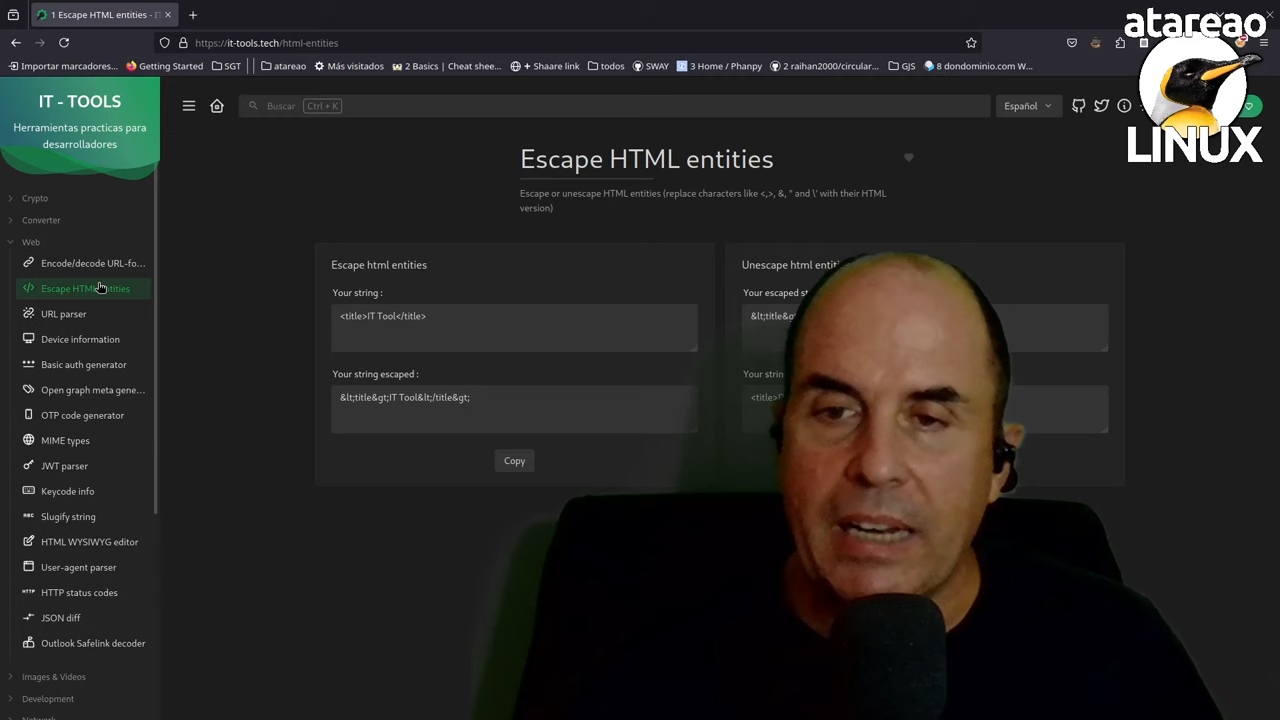 1 Escape HTML entities - IT
https://it-tools.tech/html-entities
Importar marcadores...
Getting Started
SGT
atareao
Más visitados
2 Basics | Cheat shee...
+ Shaare link
todos
SWAY
3 Home / Phanpy
2 raihan2000/circular...
GJS
8 dondominio.com W...
atareao
LINUX
IT - TOOLS
Herramientas practicas para
desarrolladores
Buscar
Ctrl + K
Español
Crypto
Converter
Web
Encode/decode URL-fo...
Escape HTML entities
URL parser
Device information
Basic auth generator
Open graph meta gene...
OTP code generator
MIME types
JWT parser
Keycode info
Slugify string
HTML WYSIWYG editor
User-agent parser
HTTP status codes
JSON diff
Outlook Safelink decoder
Images & Videos
Development
Network
Escape HTML entities
Escape or unescape HTML entities (replace characters like <,>, &, " and \' with their HTML
version)
Escape html entities
Your string :
<title>IT Tool</title>
Your string escaped :
&lt;title&gt;IT Tool&lt;/title&gt;
Copy
Unescape html
Your escaped
&lt;title
Your string
<title>